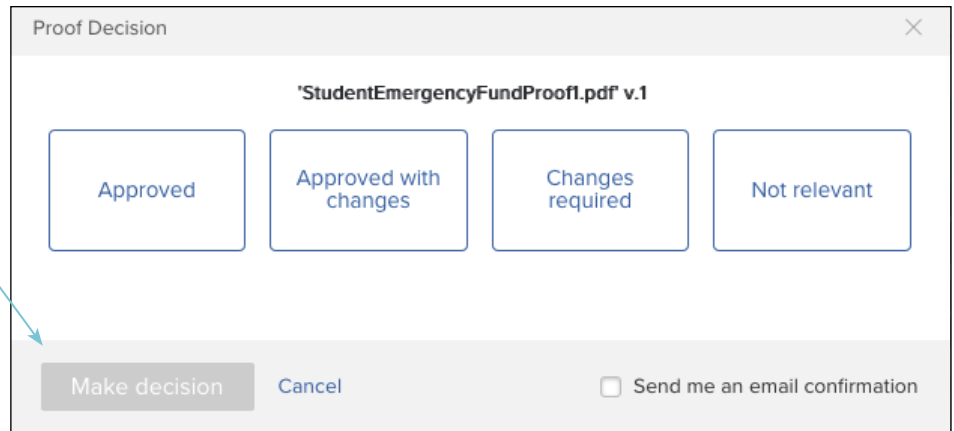 Proof Decision
'StudentEmergencyFundProof1.pdf' v.1
Approved
Approved with
changes
Changes
required
Not relevant
Make decision
Cancel
Send me an email confirmation